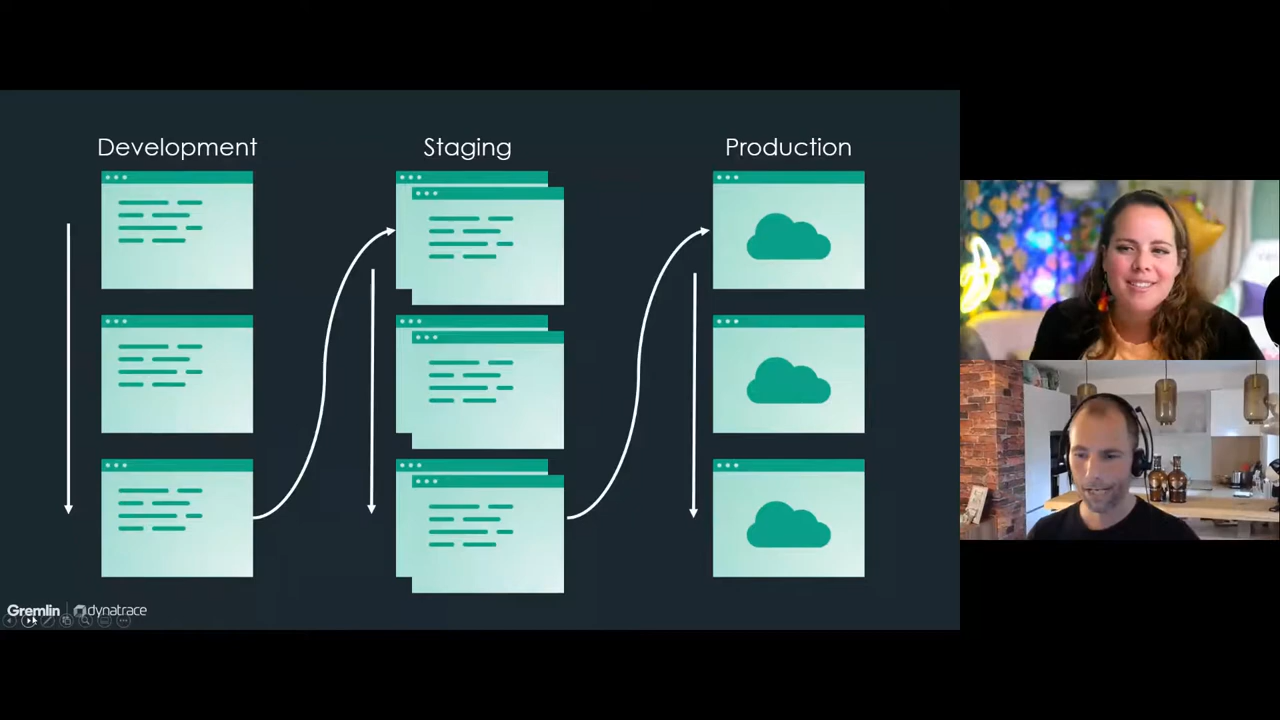 Development
Staging
Production
Gremlin | dynatrace